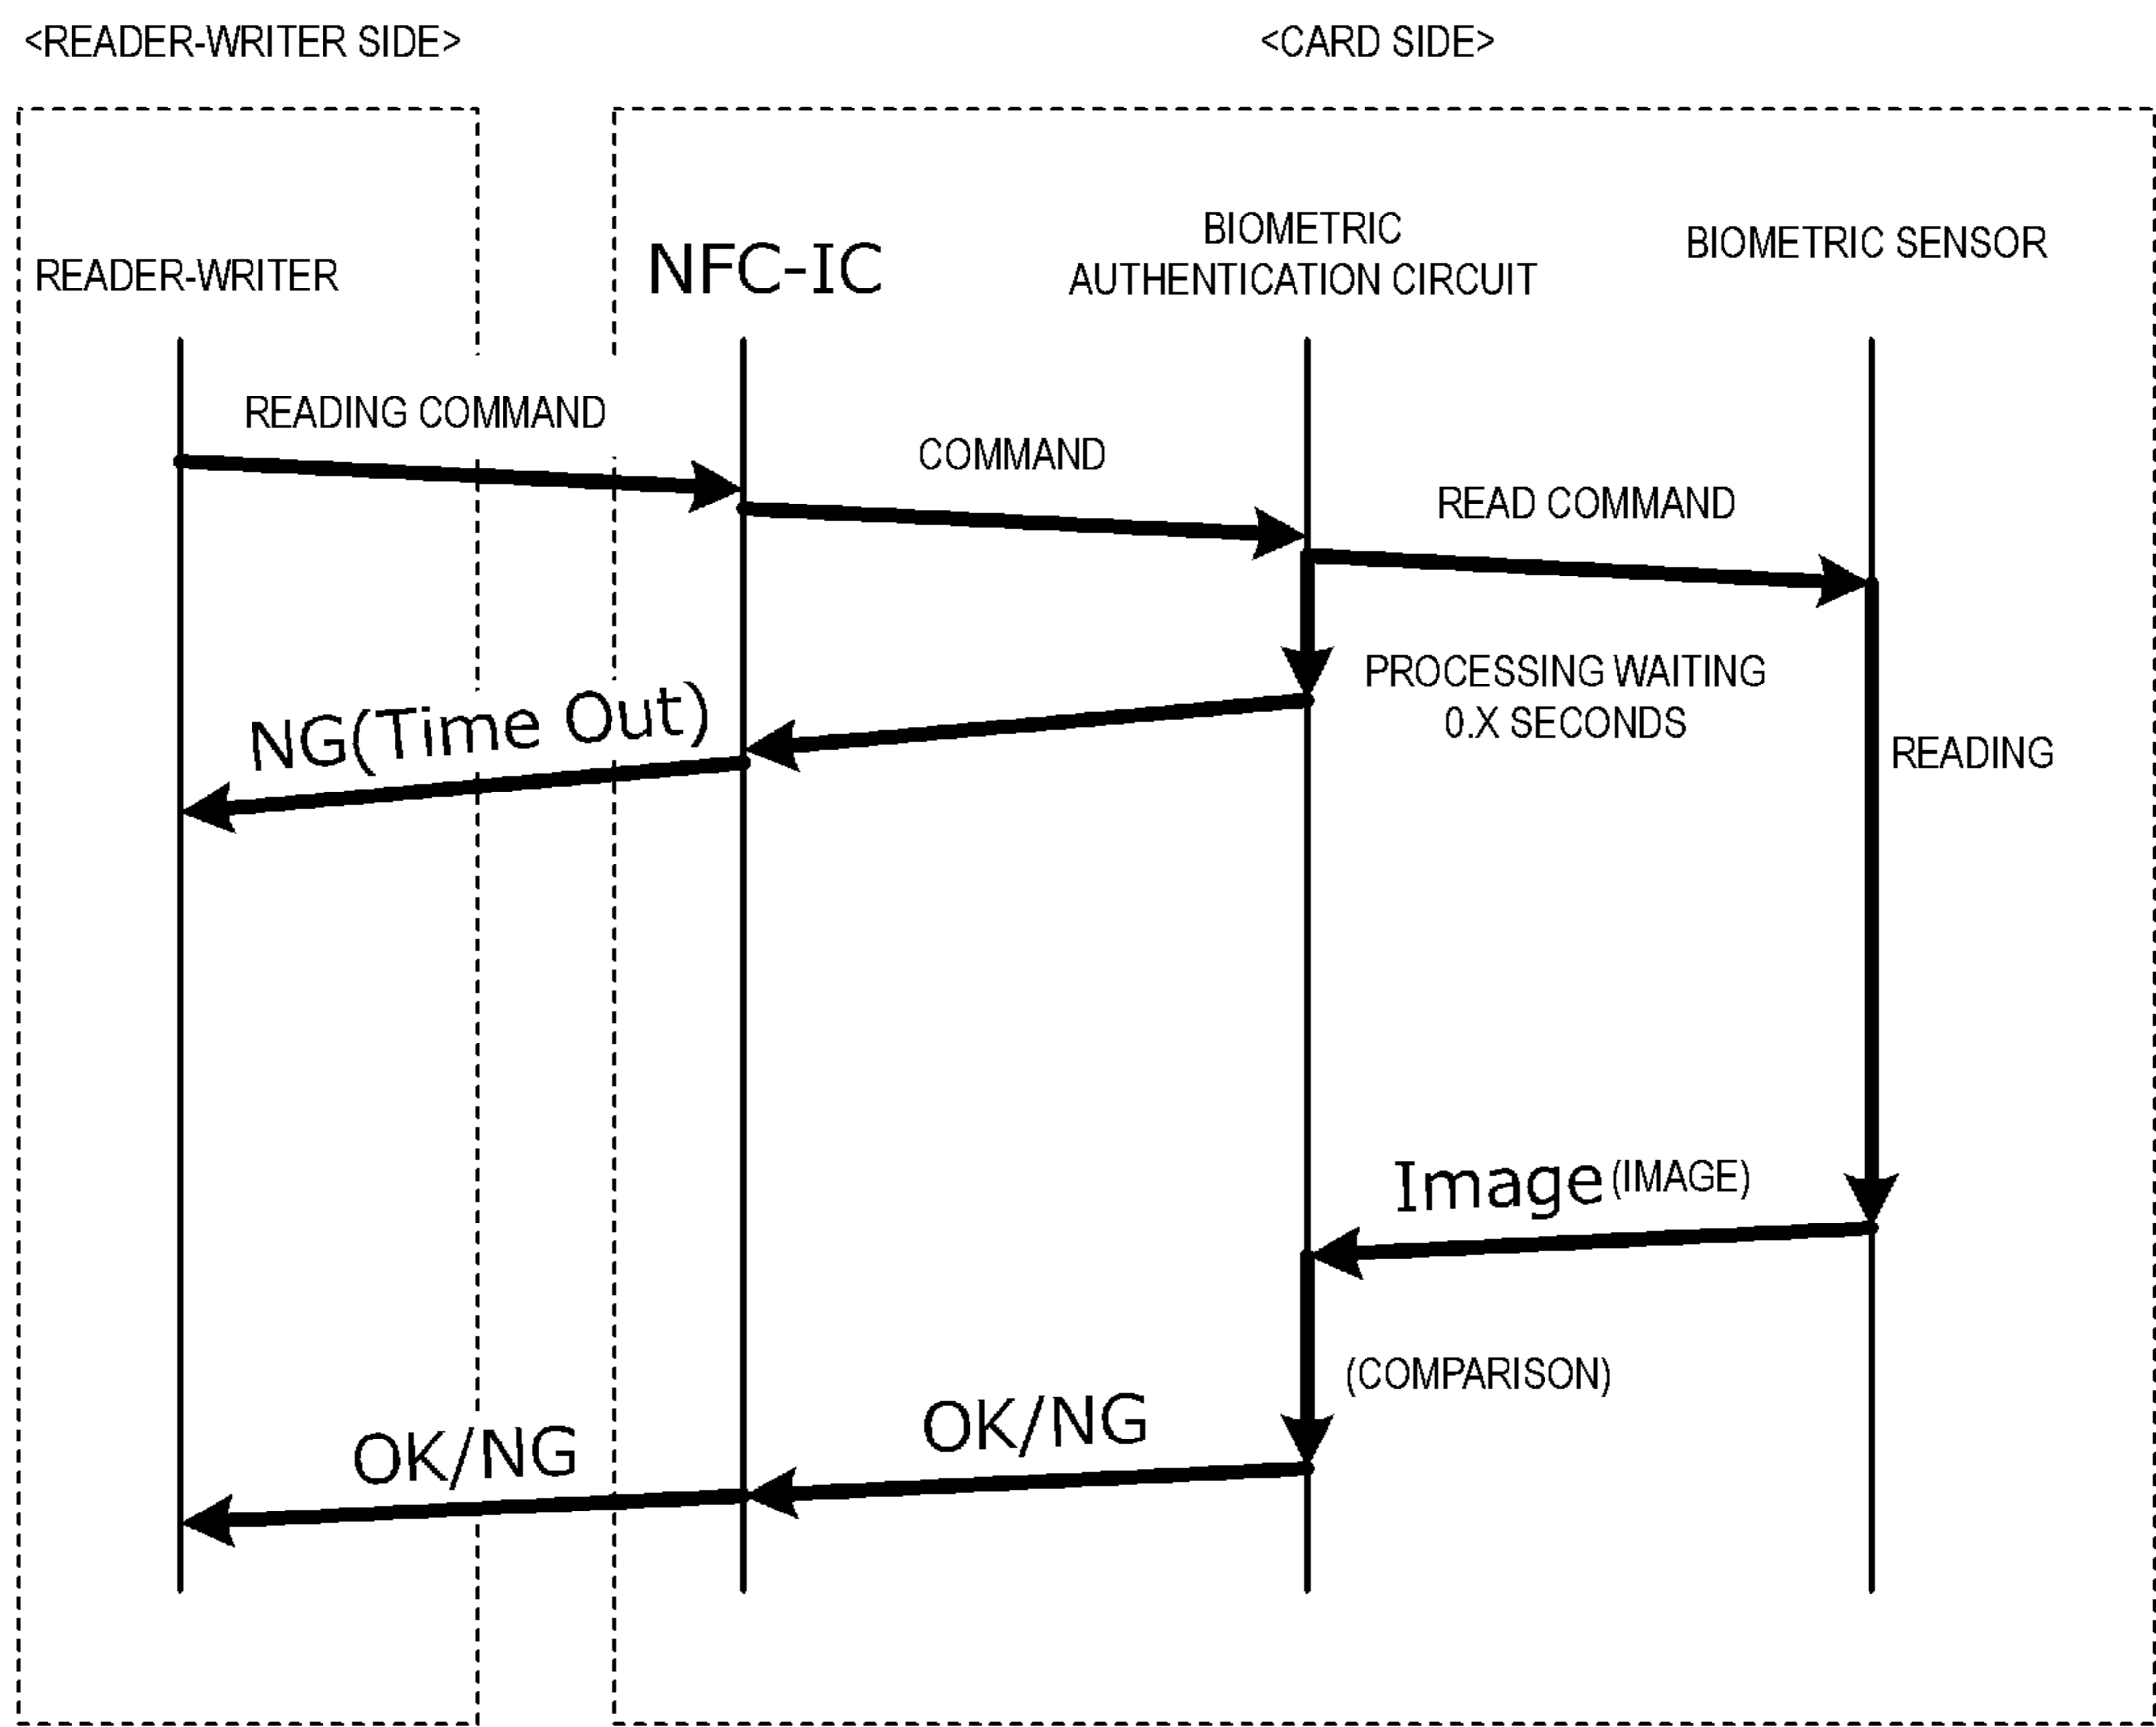 <READER-WRITER SIDE>
<CARD SIDE>
READER-WRITER
NFC-IC
BIOMETRIC
AUTHENTICATION CIRCUIT
BIOMETRIC SENSOR
READING COMMAND
COMMAND
READ COMMAND
PROCESSING WAITING
0.X SECONDS
NG(Time Out)
READING
Image (IMAGE)
(COMPARISON)
OK/NG
OK/NG